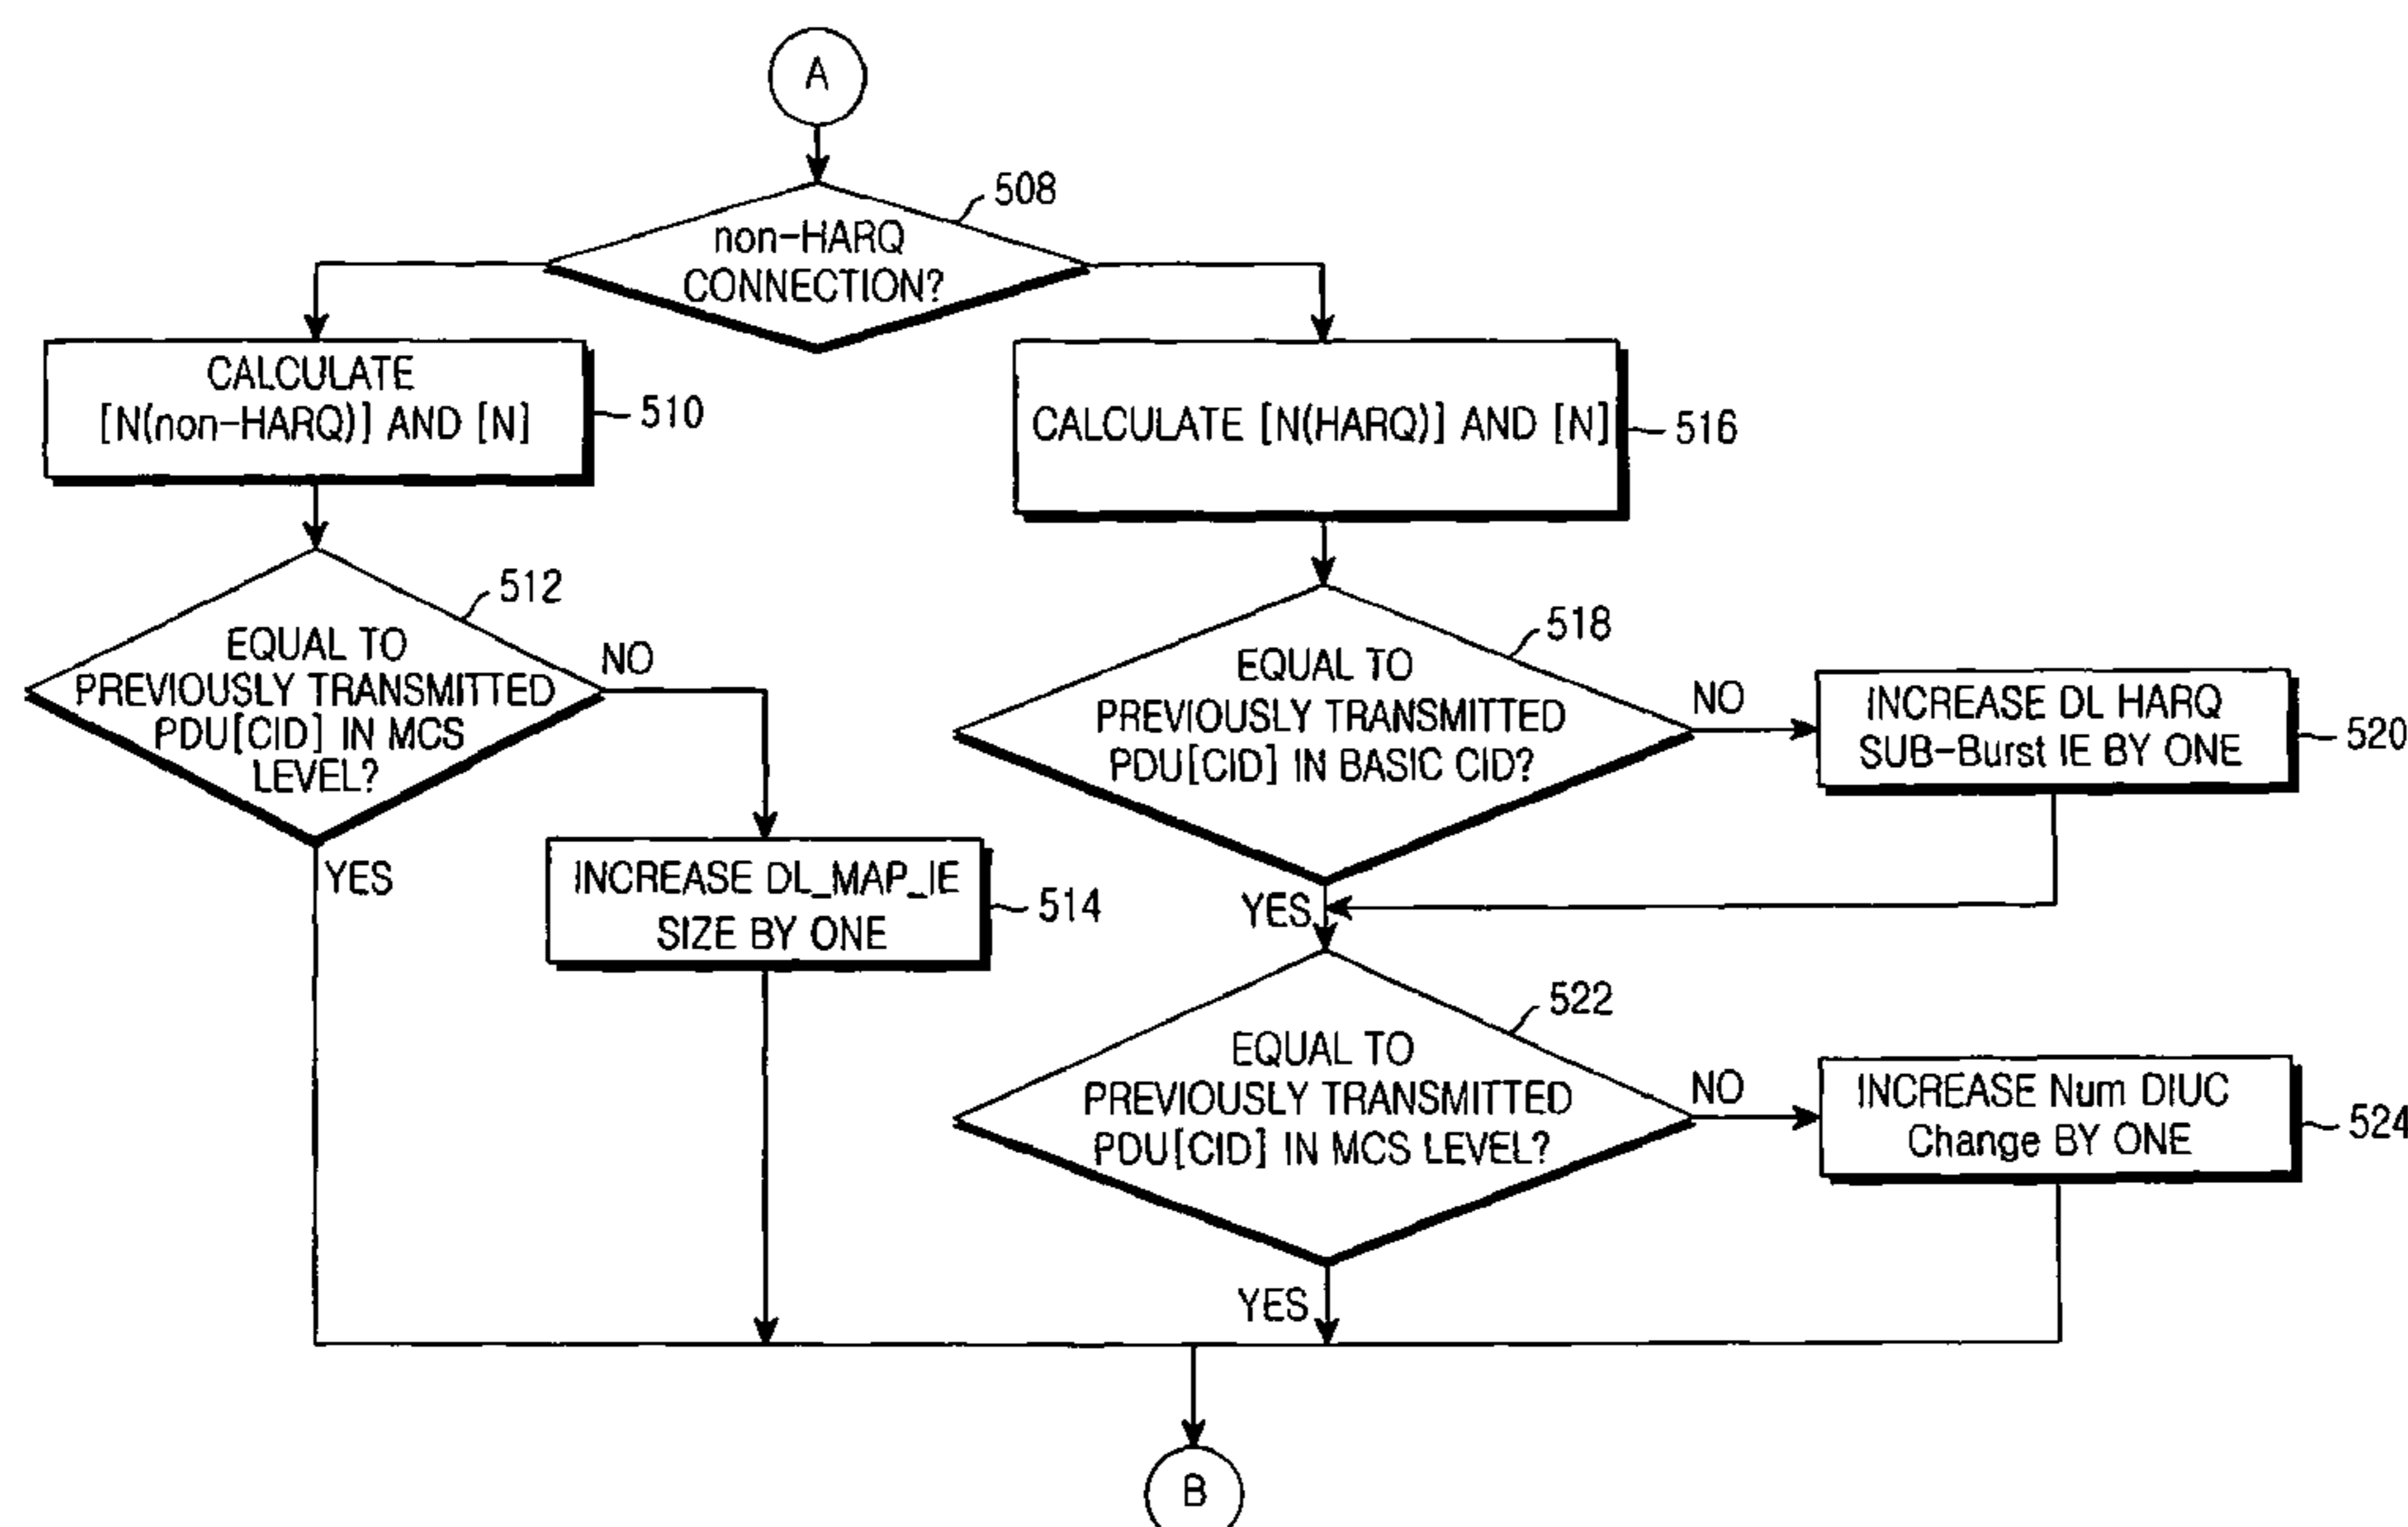 A
508
non-HARQ
CONNECTION?
CALCULATE
[N(non-HARQ)] AND [N]
510
CALCULATE [N(HARQ)] AND [N]
516
512
EQUAL TO
PREVIOUSLY TRANSMITTED
PDU[CID] IN MCS
LEVEL?
NO
YES
INCREASE DL_MAP_IE
SIZE BY ONE
514
518
EQUAL TO
PREVIOUSLY TRANSMITTED
PDU[CID] IN BASIC CID?
NO
YES
INCREASE DL HARQ
SUB-Burst IE BY ONE
520
522
EQUAL TO
PREVIOUSLY TRANSMITTED
PDU[CID] IN MCS LEVEL?
NO
YES
INCREASE Num DIUC
Change BY ONE
524
B